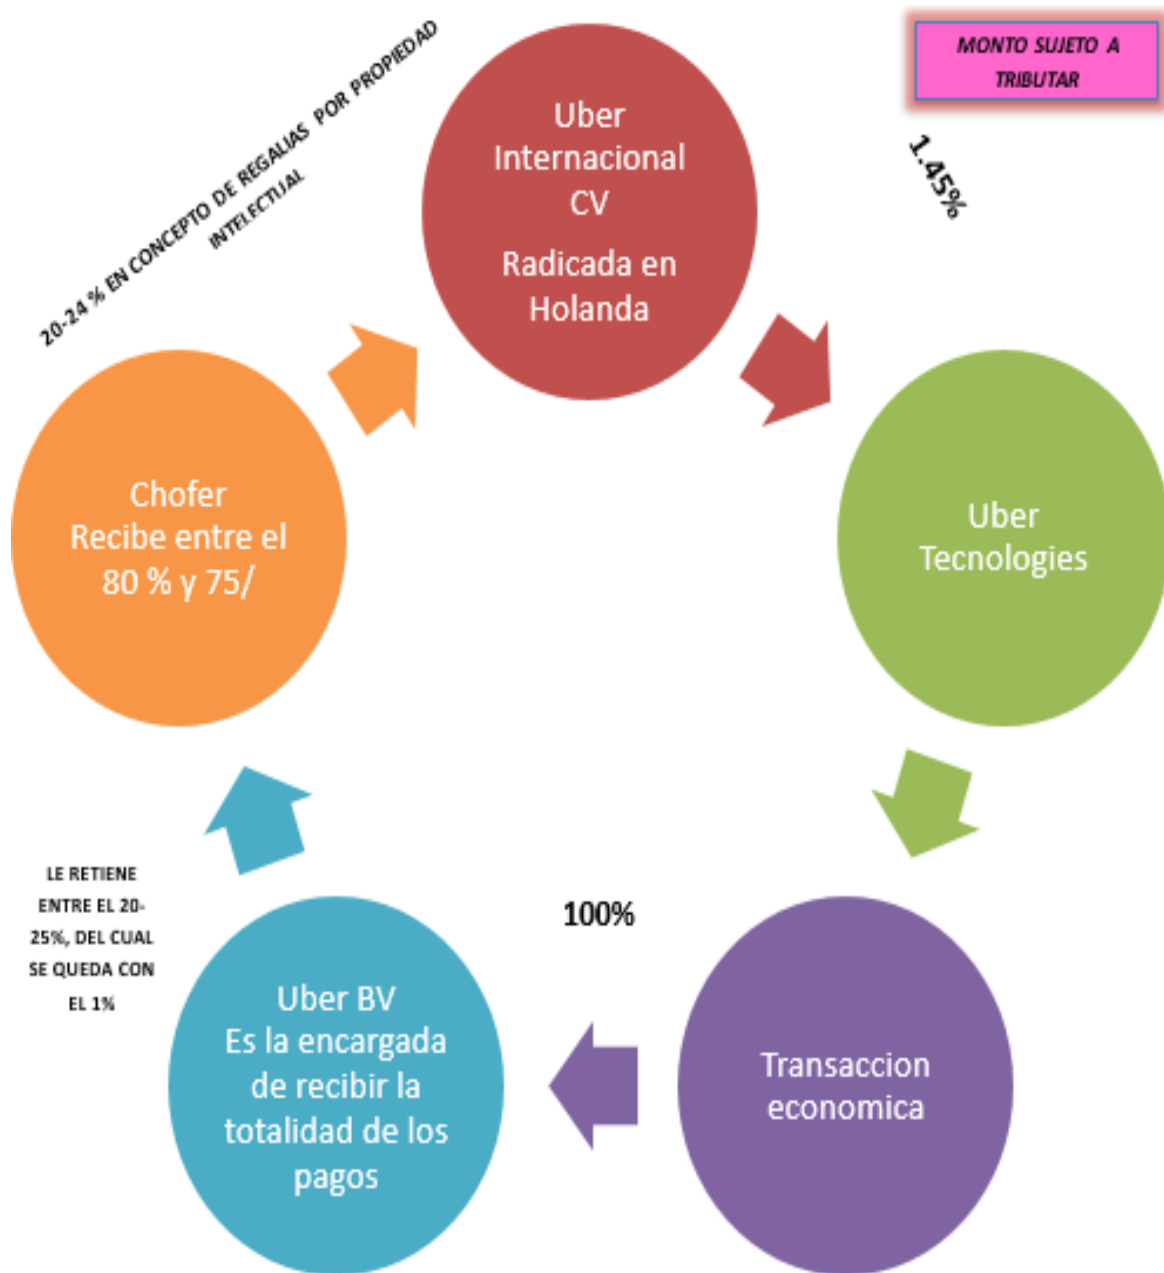 20-24 % EN CONCEPTO DE REGALIAS POR PROPIEDAD
INTELECTUAL
MONTO SUJETO A
TRIBUTAR
1.45%
Uber
Internacional
CV
Radicada en
Holanda
Chofer
Recibe entre el
80 % y 75/
Uber
Tecnologies
LE RETIENE
ENTRE EL 20-
25%, DEL CUAL
SE QUEDA CON
EL 1%
100%
Uber BV
Es la encargada
de recibir la
totalidad de los
pagos
Transaccion
economica